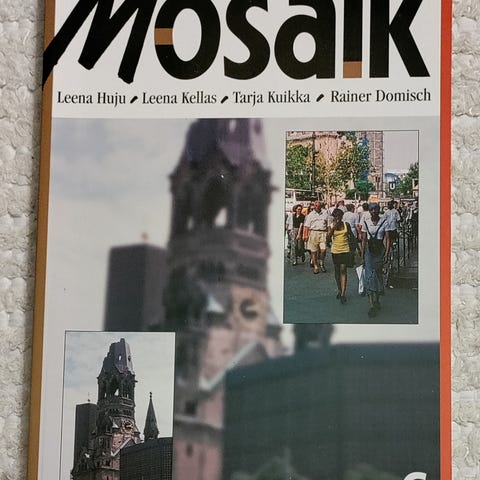 Mosaik
Leena Huju ⁄ Leena Kellas ⁄ Tarja Kuikka ⁄ Rainer Domisch